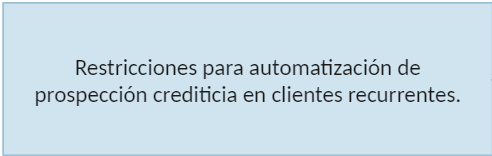 Restricciones para automatización de
prospección crediticia en clientes recurrentes.